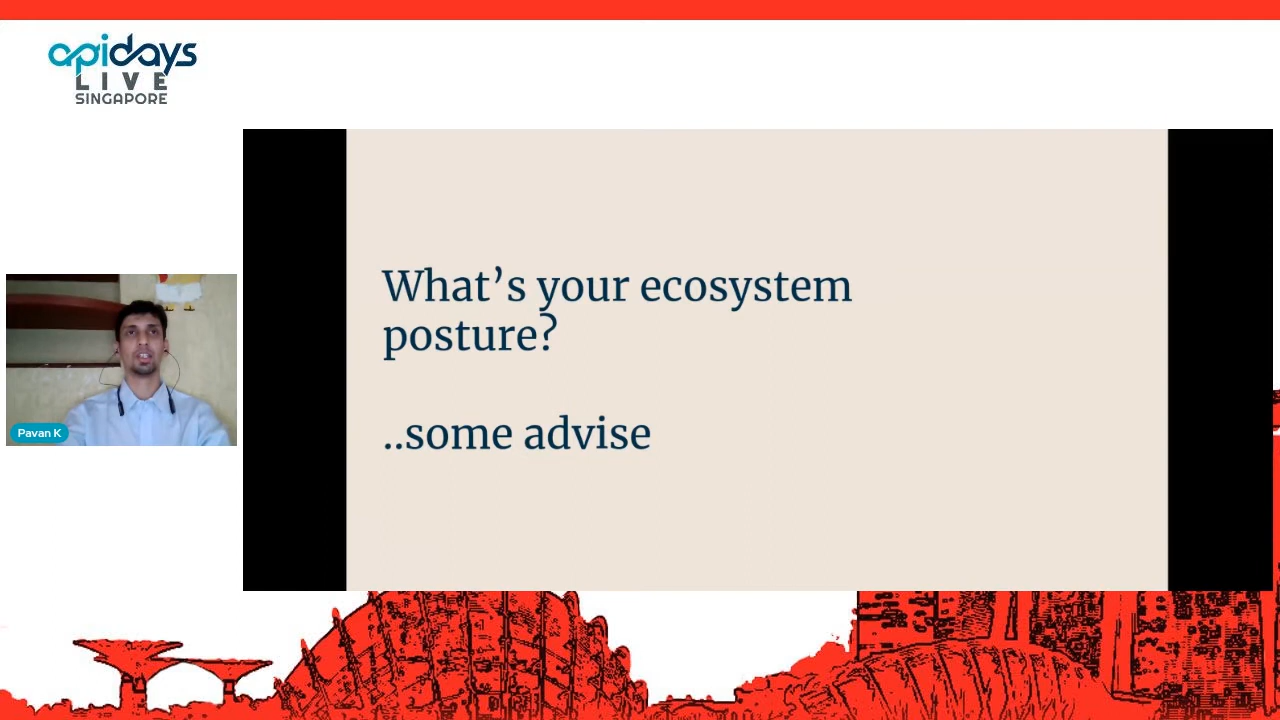 apidays
LIVE
SINGAPORE
What’s your ecosystem
posture?
..some advise
Pavan K